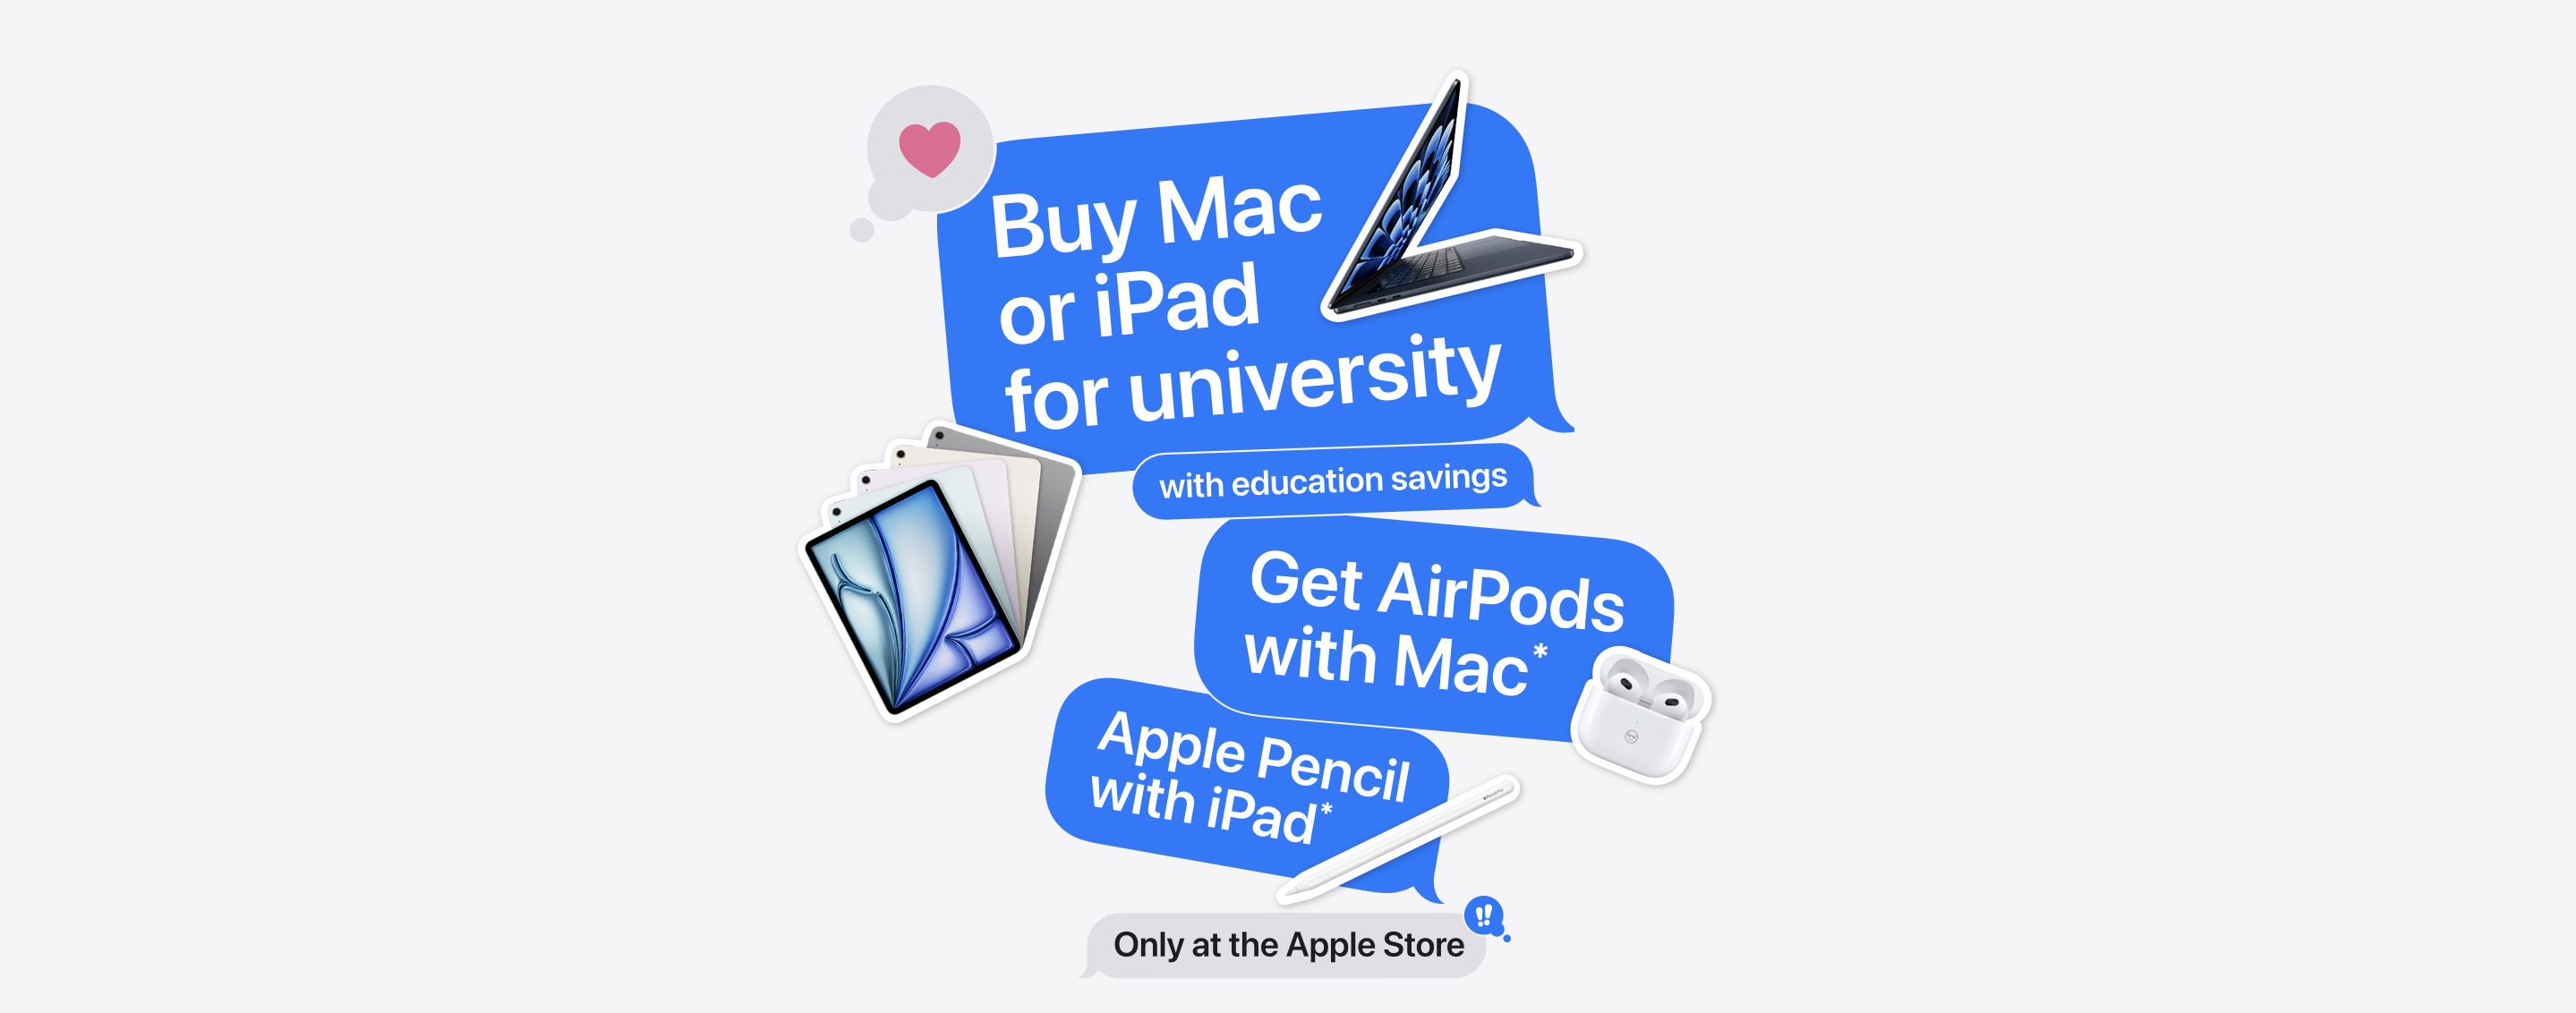 Buy Mac
or iPad
for university
with education savings
Get AirPods
with Mac*
Apple Pencil
with iPad*
Only at the Apple Store
!!